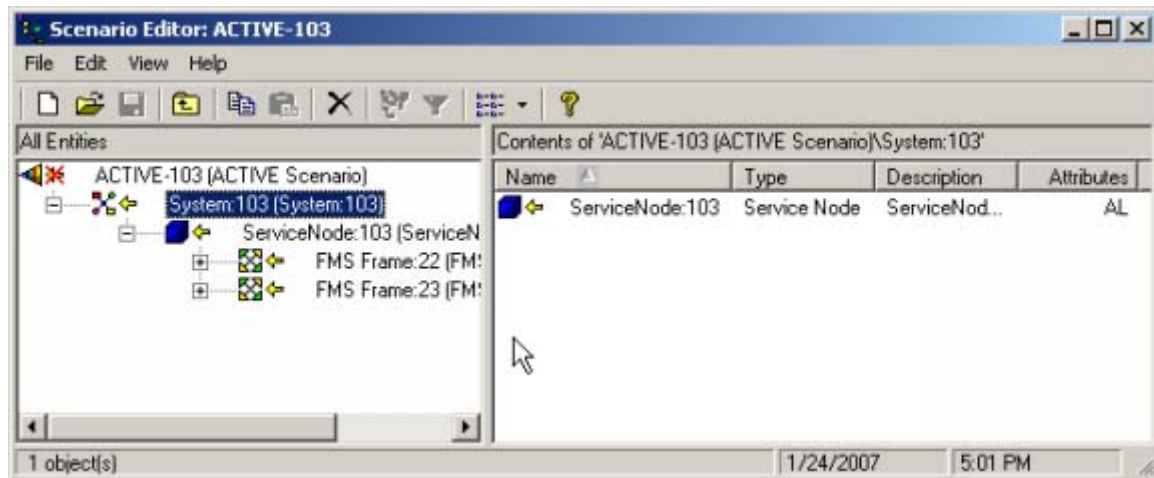 Scenario Editor: ACTIVE-103
File Edit View Help
All Entities
ACTIVE-103 (ACTIVE Scenario)
System:103 (System:103)
ServiceNode:103 (ServiceN
FMS Frame:22 (FMS
FMS Frame:23 (FMS
Contents of 'ACTIVE-103 (ACTIVE Scenario)\System:103'
Name Type Description Attributes
ServiceNode:103 Service Node ServiceNod... AL
1 object(s) 1/24/2007 5:01 PM